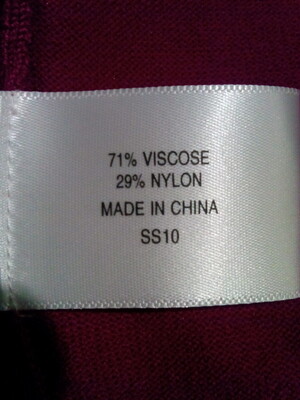 71% VISCOSE
29% NYLON
MADE IN CHINA
SS10